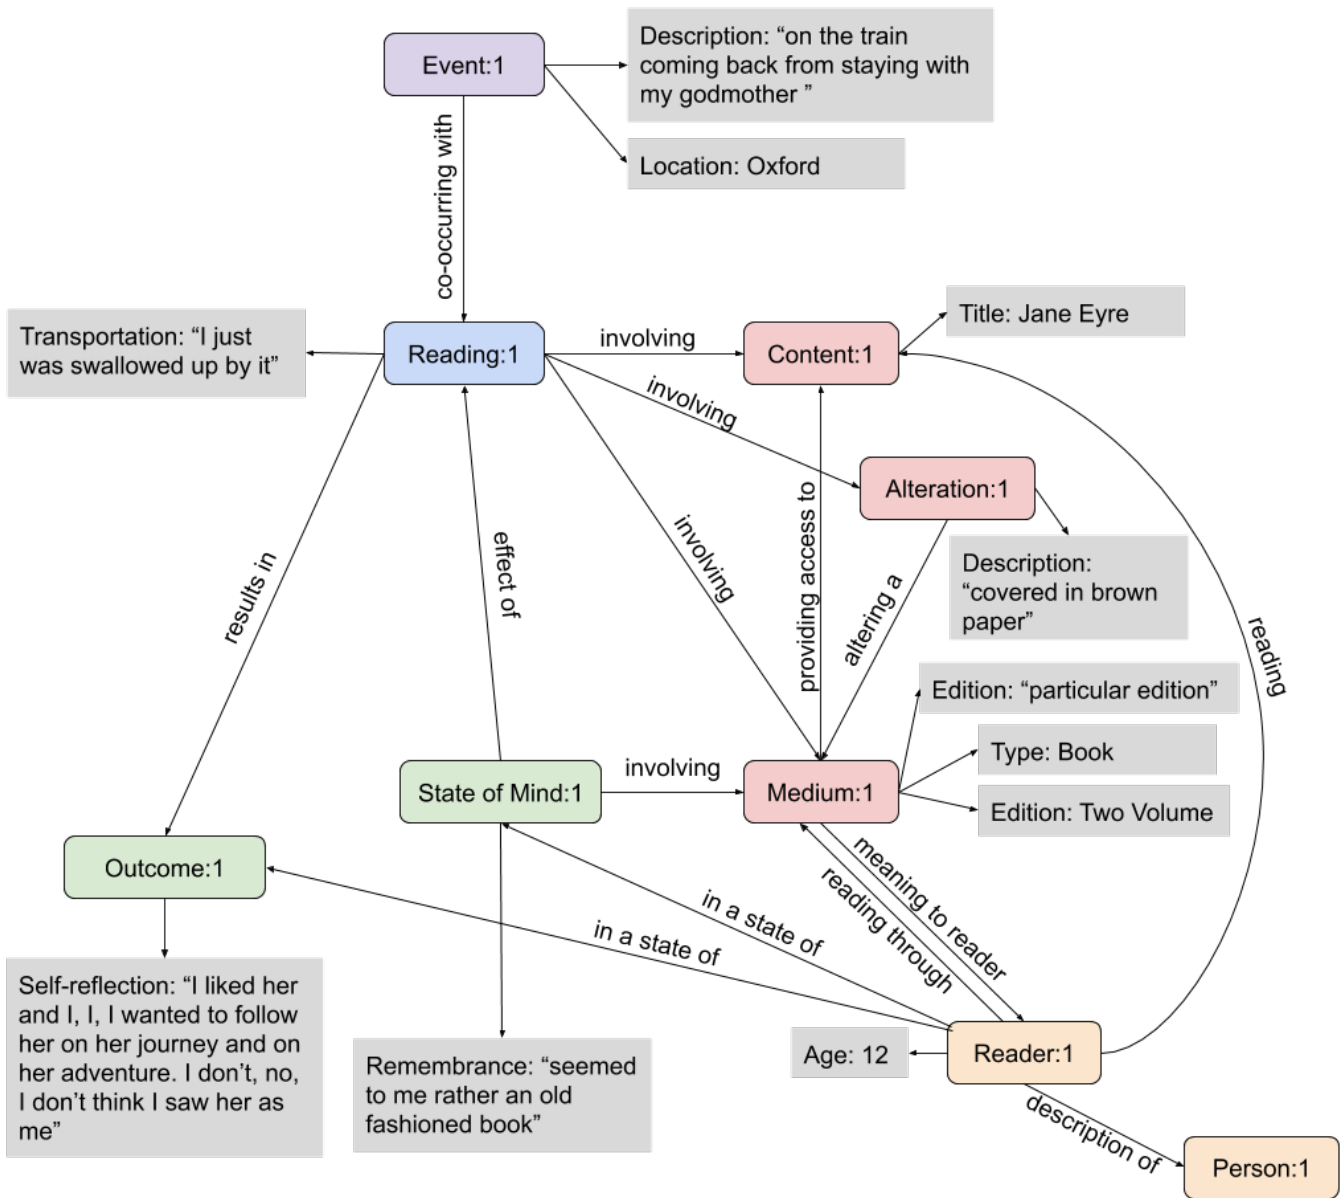 Event:1
Description: “on the train
coming back from staying with
my godmother ”
Location: Oxford
co-occurring with
Transportation: “I just
was swallowed up by it”
Reading:1
involving
Content:1
Title: Jane Eyre
involving
Alteration:1
Description:
“covered in brown
paper”
involving
providing access to
altering a
reading
effect of
results in
Edition: “particular edition”
Type: Book
Edition: Two Volume
State of Mind:1
involving
Medium:1
Outcome:1
meaning to reader
reading through
in a state of
in a state of
Self-reflection: “I liked her
and I, I, I wanted to follow
her on her journey and on
her adventure. I don’t, no,
I don’t think I saw her as
me”
Remembrance: “seemed
to me rather an old
fashioned book”
Age: 12
Reader:1
description of
Person:1